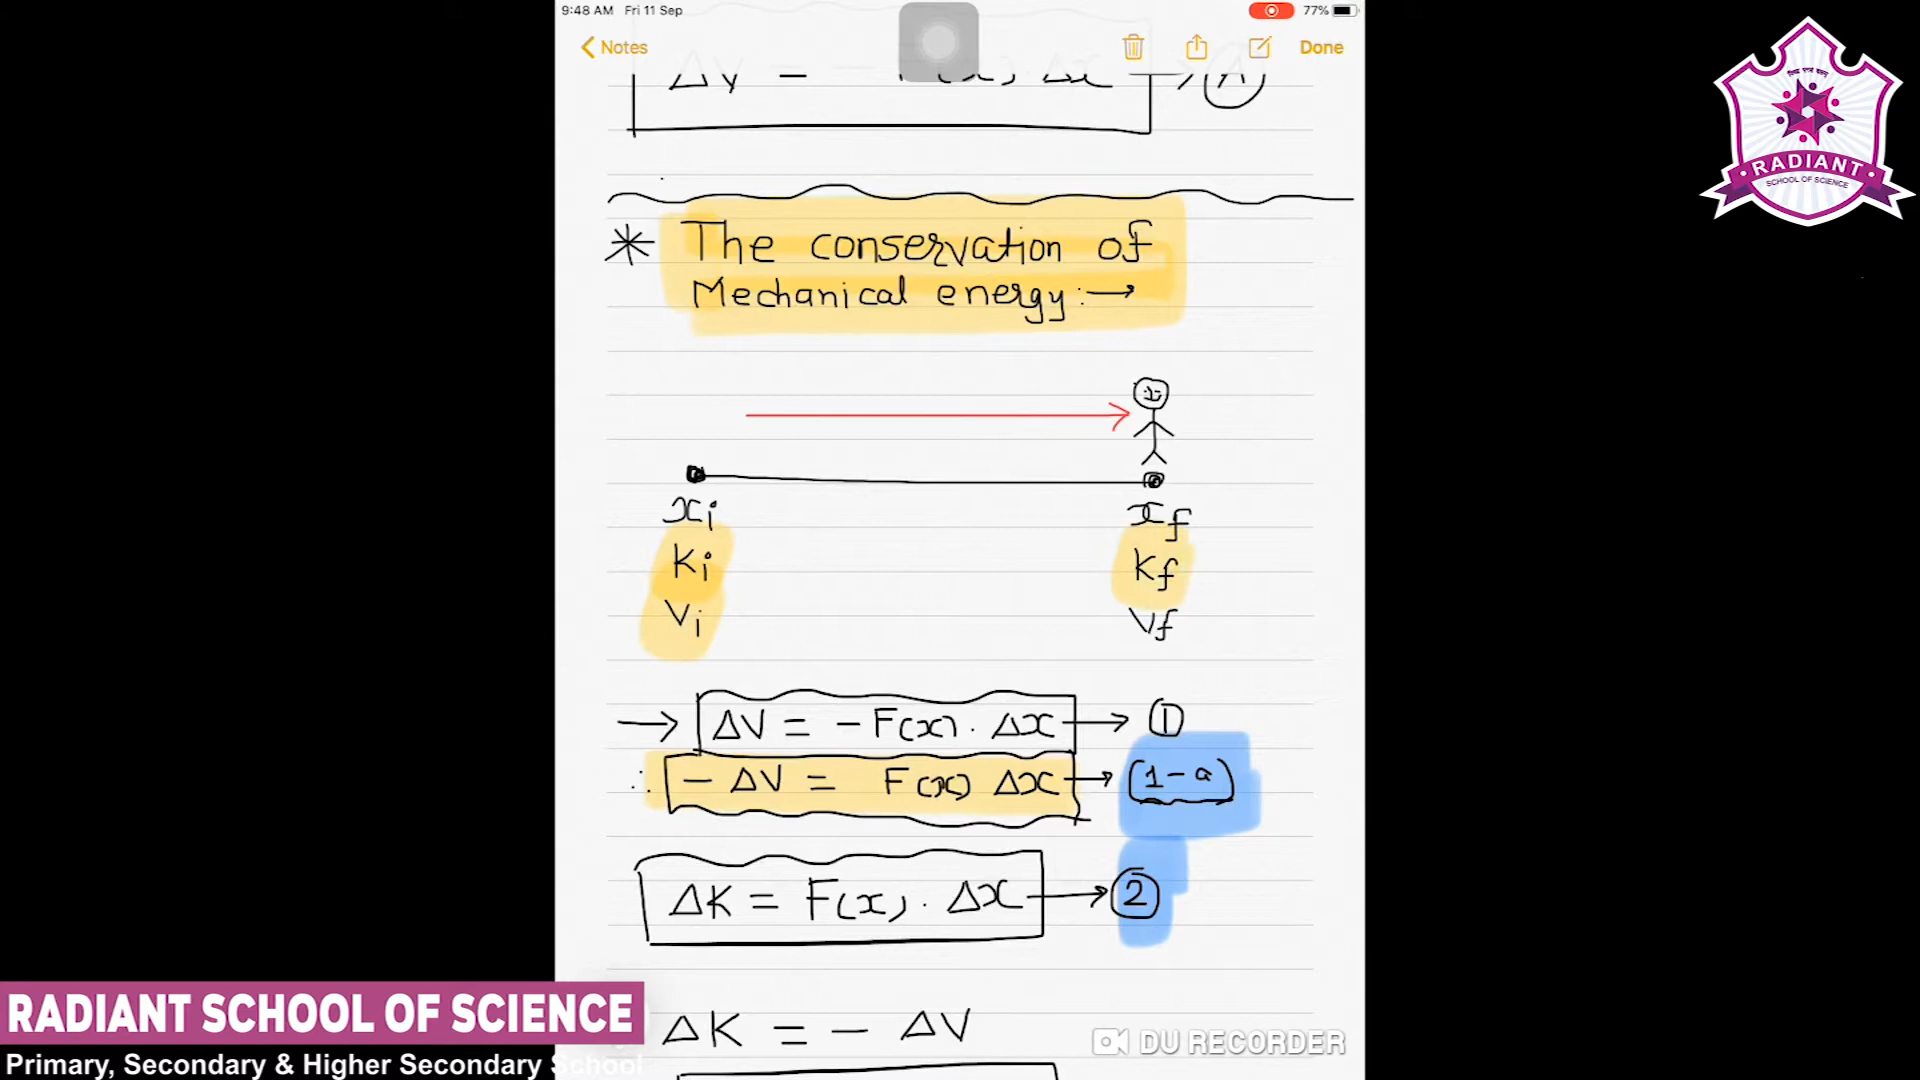 9:48 AM Fri 11 Sep
77%
Notes
Done
ΔV = - F(x) Δx → A
* The conservation of
Mechanical energy:→
xi xf
Ki Kf
Vi Vf
→ ΔV = - F(x) . Δx → 1
∴ - ΔV = F(x) Δx → (1-a)
ΔK = F(x) . Δx → 2
ΔK = - ΔV
RADIANT
SCHOOL OF SCIENCE
RADIANT SCHOOL OF SCIENCE
Primary, Secondary & Higher Secondary School
DU RECORDER